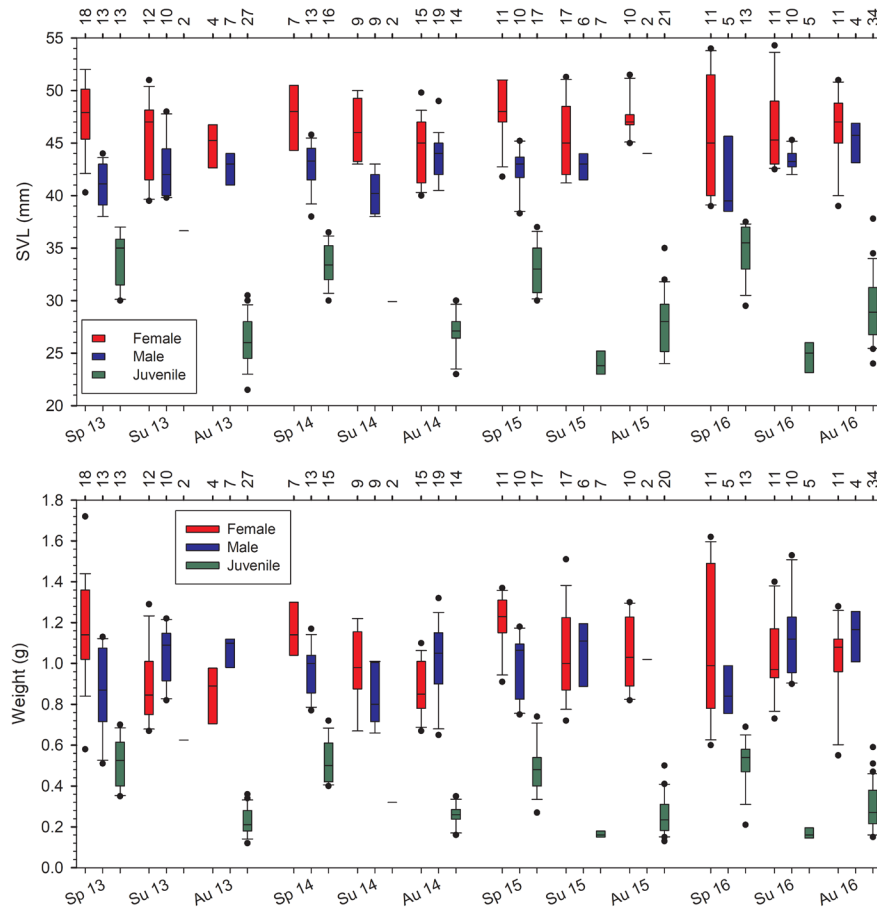 18 13 13 12 10 2 4 7 27 7 13 16 9 9 2 15 19 14 11 10 17 17 6 7 10 2 21 11 5 13 11 10 5 11 4 34
55
50
45
40
35
30
25
20
SVL (mm)
Female
Male
Juvenile
Sp 13 Su 13 Au 13 Sp 14 Su 14 Au 14 Sp 15 Su 15 Au 15 Sp 16 Su 16 Au 16
18 13 13 12 10 2 4 7 27 7 13 15 9 9 2 15 19 14 11 10 17 17 6 7 10 2 20 11 5 13 11 10 5 11 4 34
1.8
1.6
1.4
1.2
1.0
0.8
0.6
0.4
0.2
0.0
Weight (g)
Female
Male
Juvenile
Sp 13 Su 13 Au 13 Sp 14 Su 14 Au 14 Sp 15 Su 15 Au 15 Sp 16 Su 16 Au 16